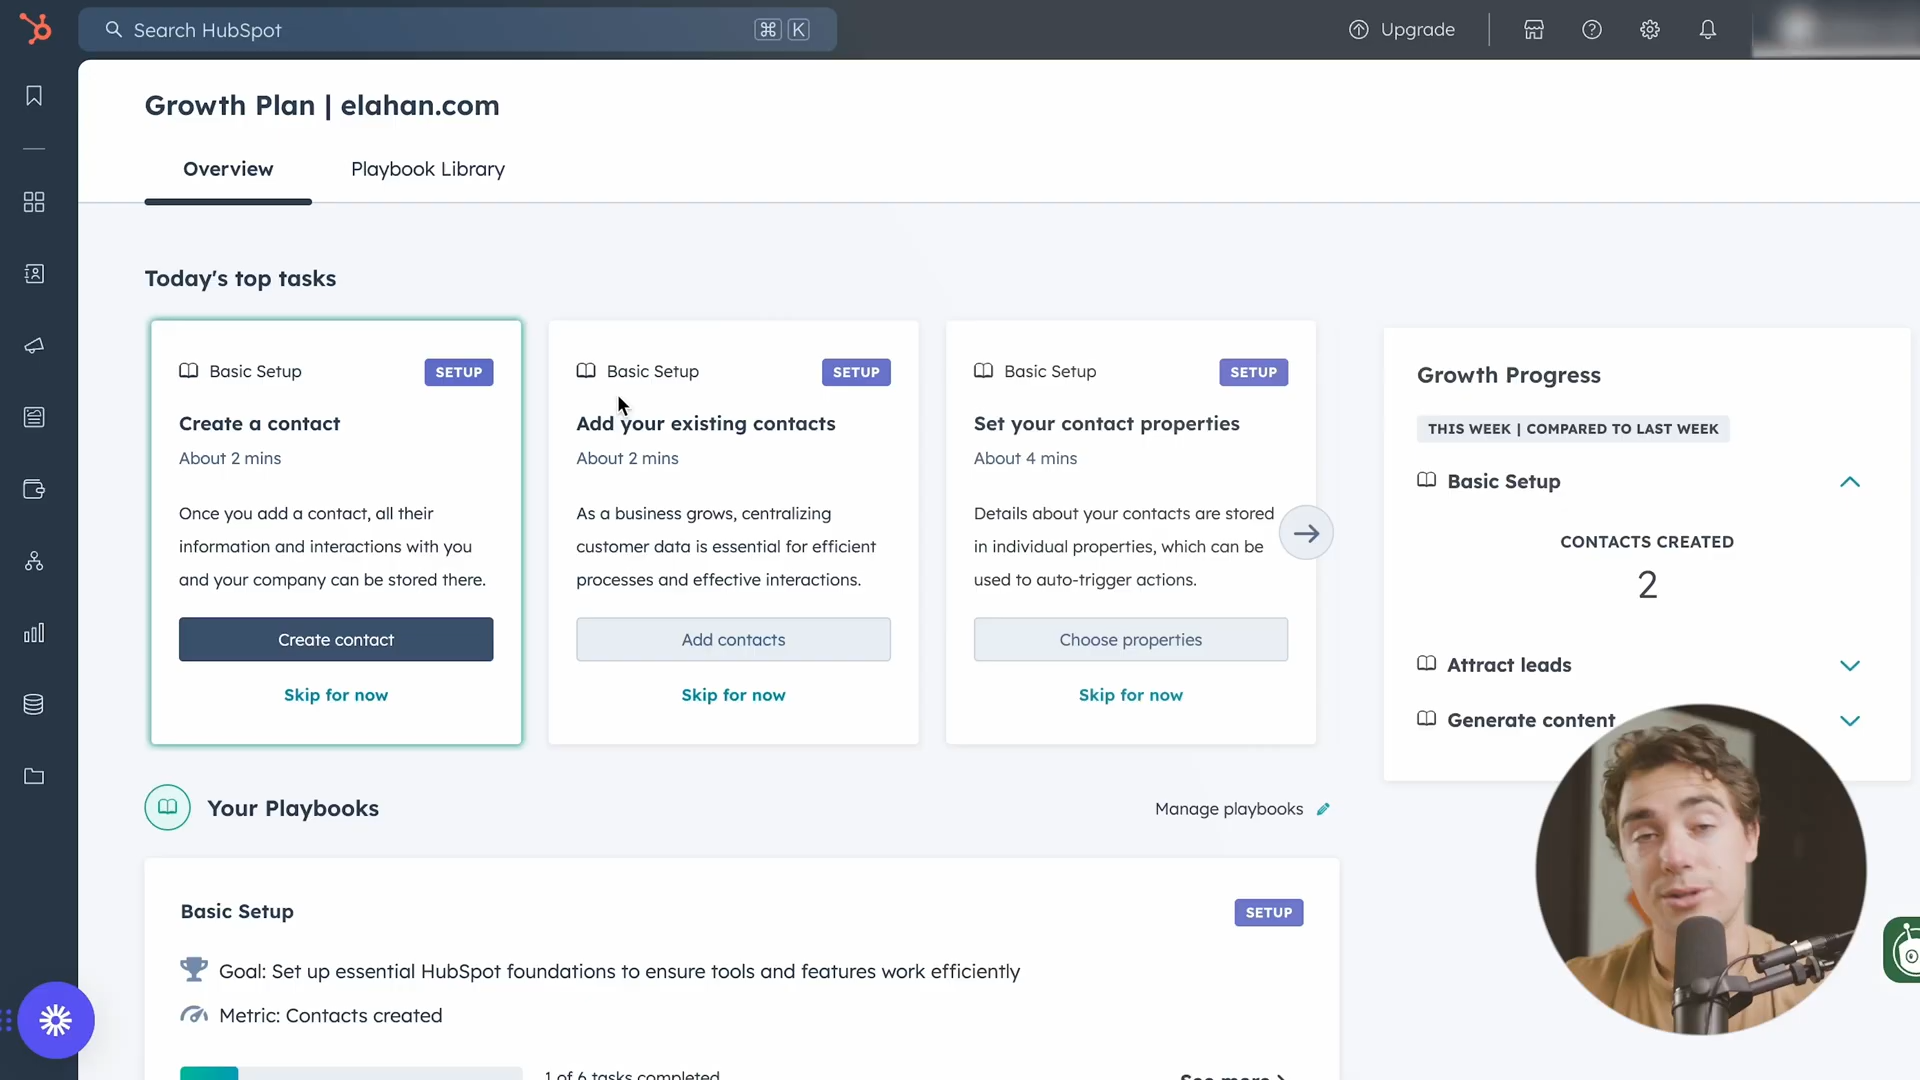 Search HubSpot
⌘ K
Upgrade
Growth Plan | elahan.com
Overview
Playbook Library
Today's top tasks
Basic Setup
SETUP
Create a contact
About 2 mins
Once you add a contact, all their
information and interactions with you
and your company can be stored there.
Create contact
Skip for now
Basic Setup
SETUP
Add your existing contacts
About 2 mins
As a business grows, centralizing
customer data is essential for efficient
processes and effective interactions.
Add contacts
Skip for now
Basic Setup
SETUP
Set your contact properties
About 4 mins
Details about your contacts are stored
in individual properties, which can be
used to auto-trigger actions.
Choose properties
Skip for now
Growth Progress
THIS WEEK | COMPARED TO LAST WEEK
Basic Setup
CONTACTS CREATED
2
Attract leads
Generate content
Your Playbooks
Manage playbooks
Basic Setup
SETUP
Goal: Set up essential HubSpot foundations to ensure tools and features work efficiently
Metric: Contacts created
1 of 6 tasks completed
See more